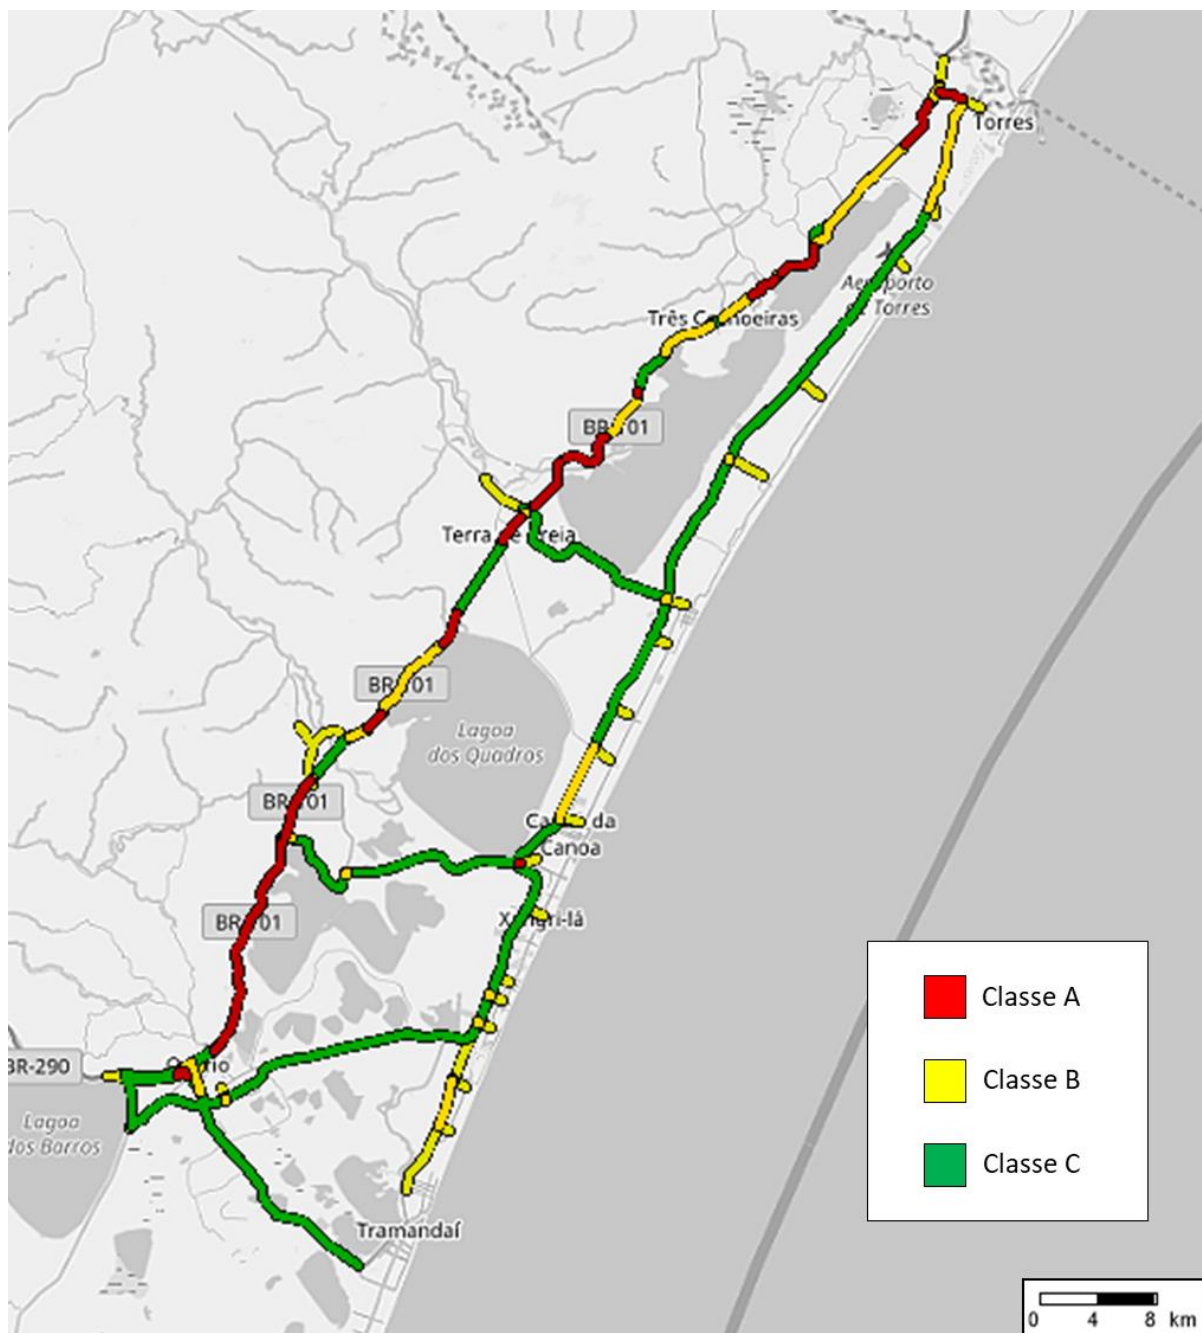 Torres
Aeroporto
de Torres
Três Cachoeiras
BR-101
Terra de Areia
BR-101
Lagoa
dos Quadros
BR-101
Capão da
Canoa
BR-101
Xangri-lá
BR-290
Osório
Lagoa
dos Barros
Tramandaí
Classe A
Classe B
Classe C
0 4 8 km